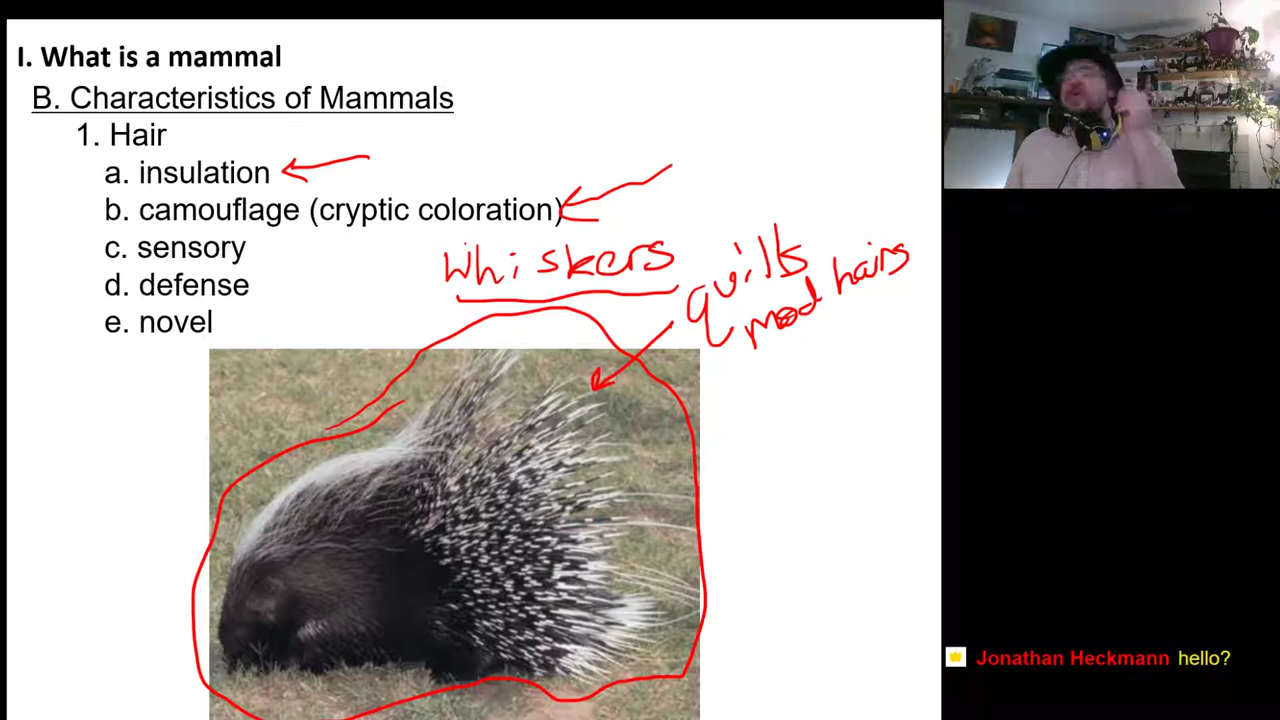 I. What is a mammal
B. Characteristics of Mammals
1. Hair
a. insulation
b. camouflage (cryptic coloration)
c. sensory
d. defense
e. novel
Whiskers
quills
mod hairs
Jonathan Heckmann hello?